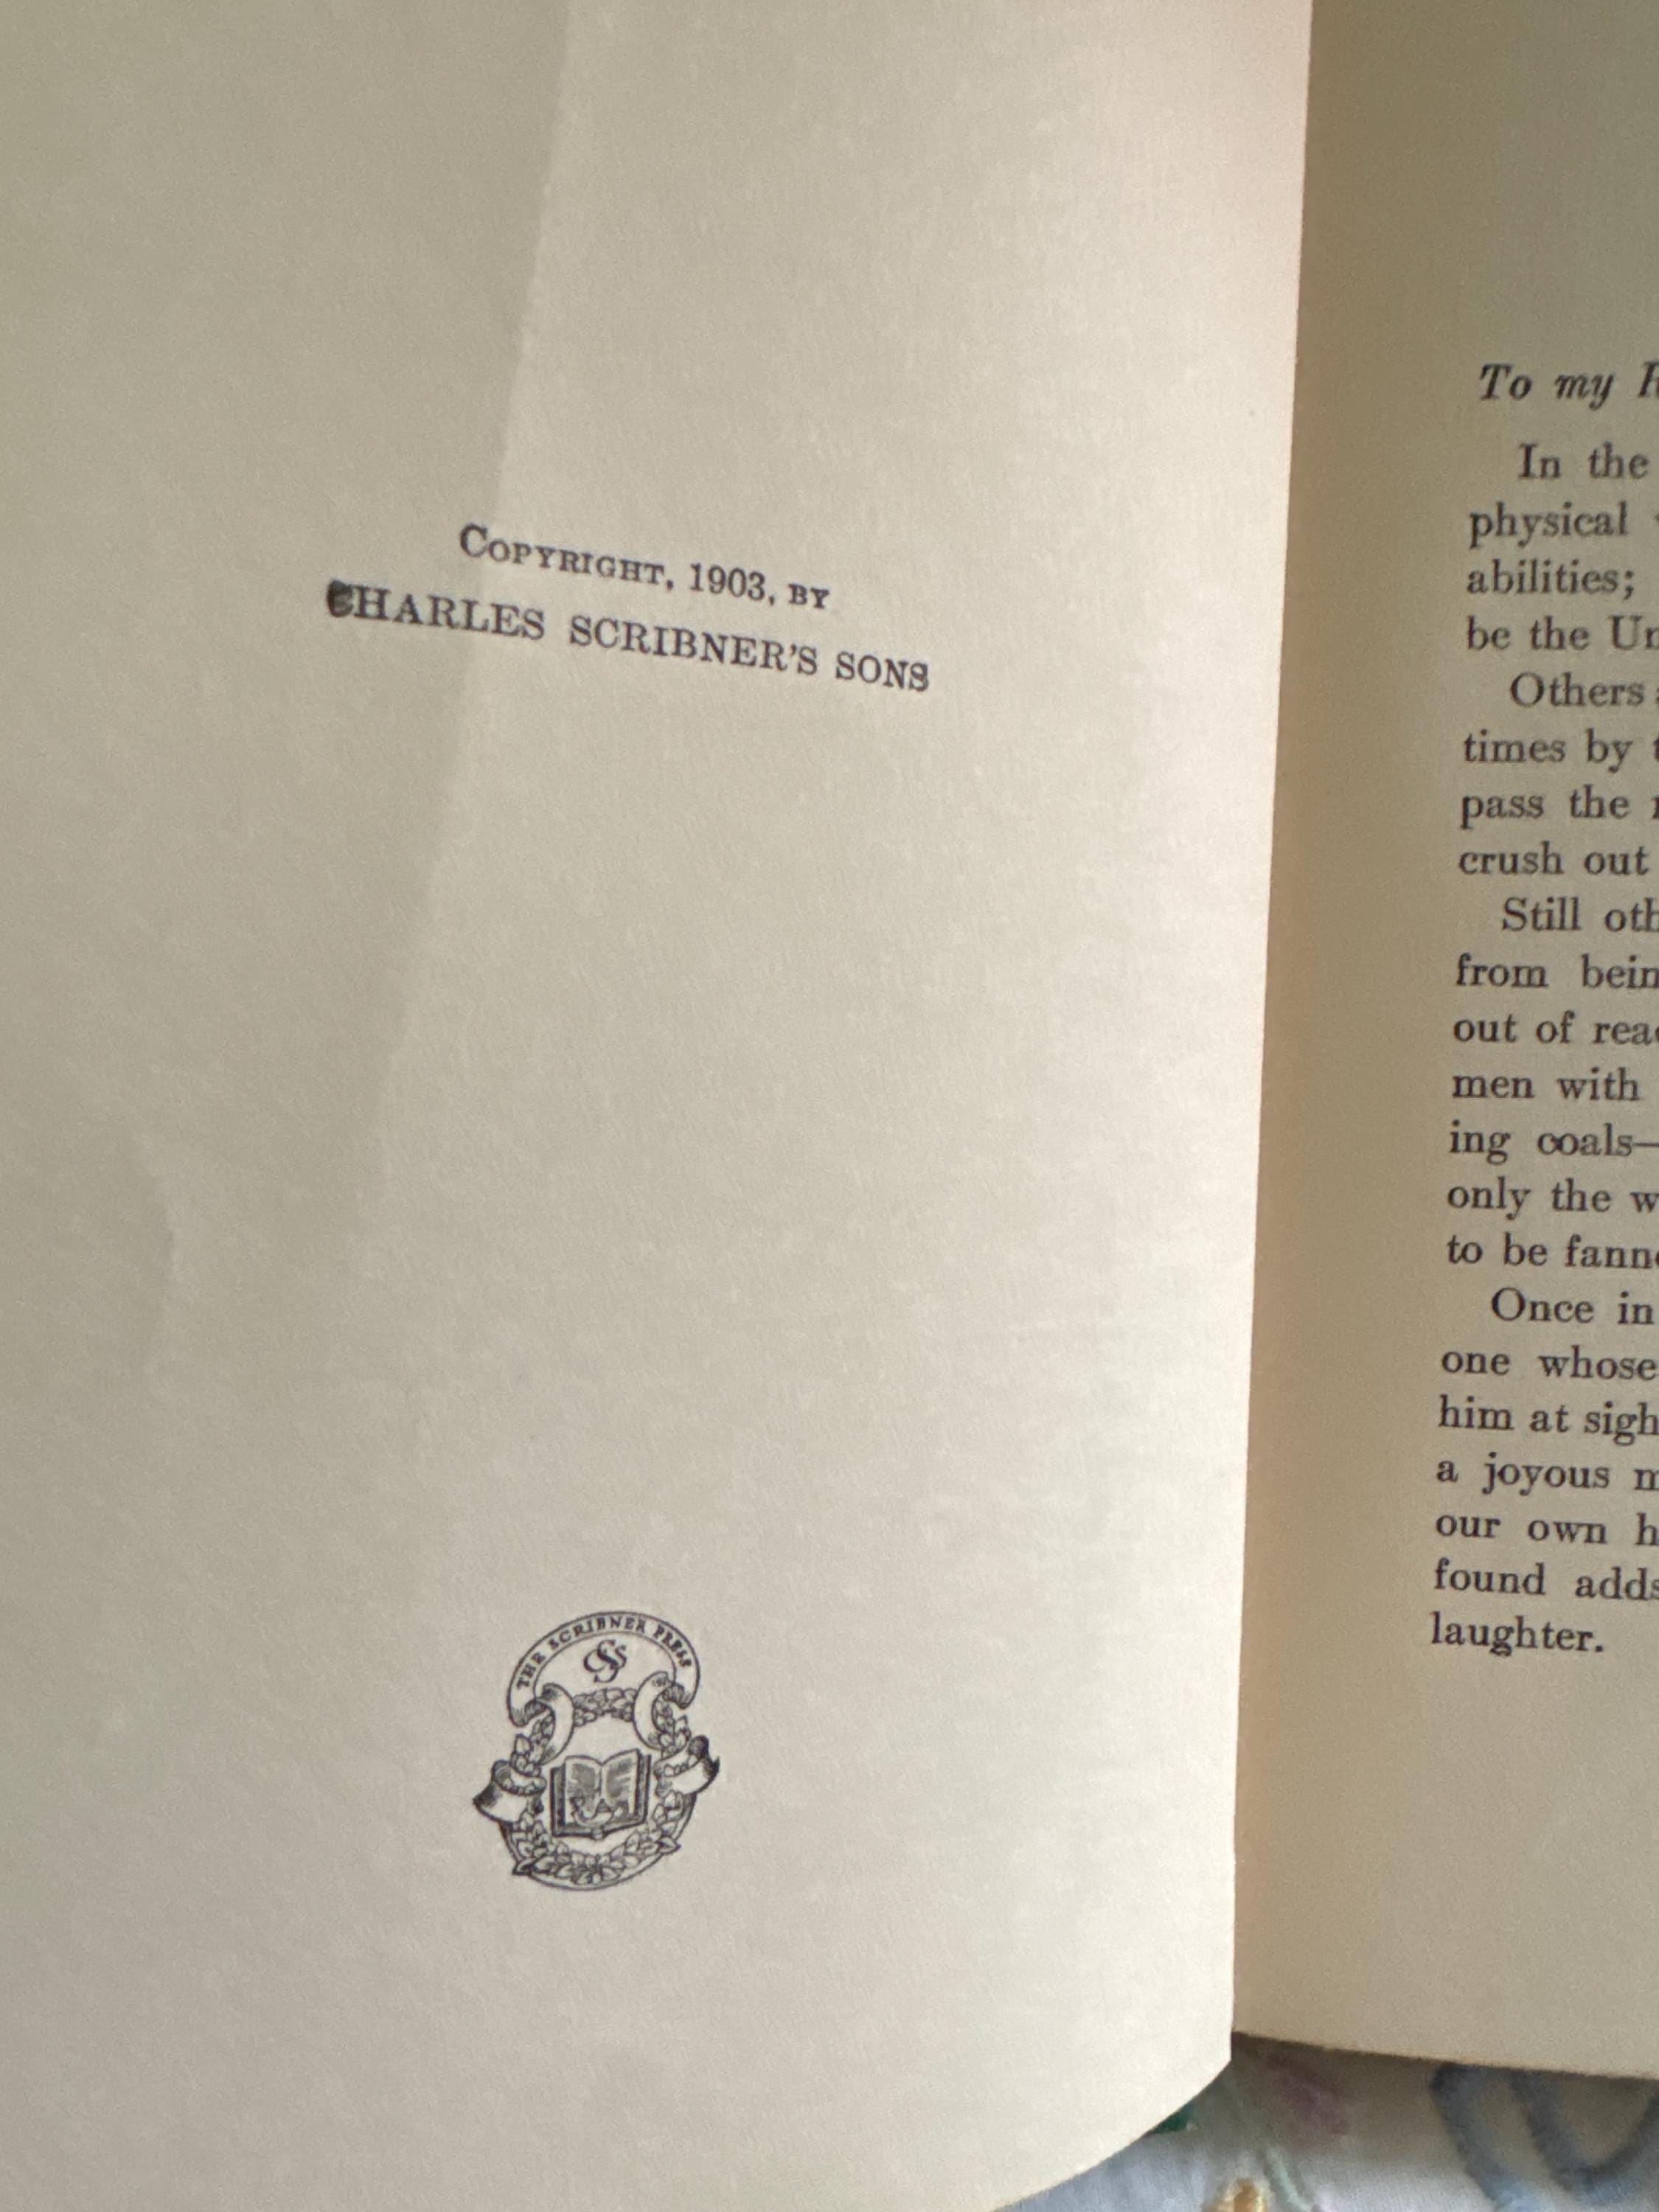 COPYRIGHT, 1903, BY
CHARLES SCRIBNER'S SONS
THE SCRIBNER PRESS
To my
In the
physical
abilities;
be the
Others
times by
pass the
crush out
Still
from
out of
men with
ing coals—
only the
to be
Once in
one whose
him at
a joyous
our own
found adds
laughter.